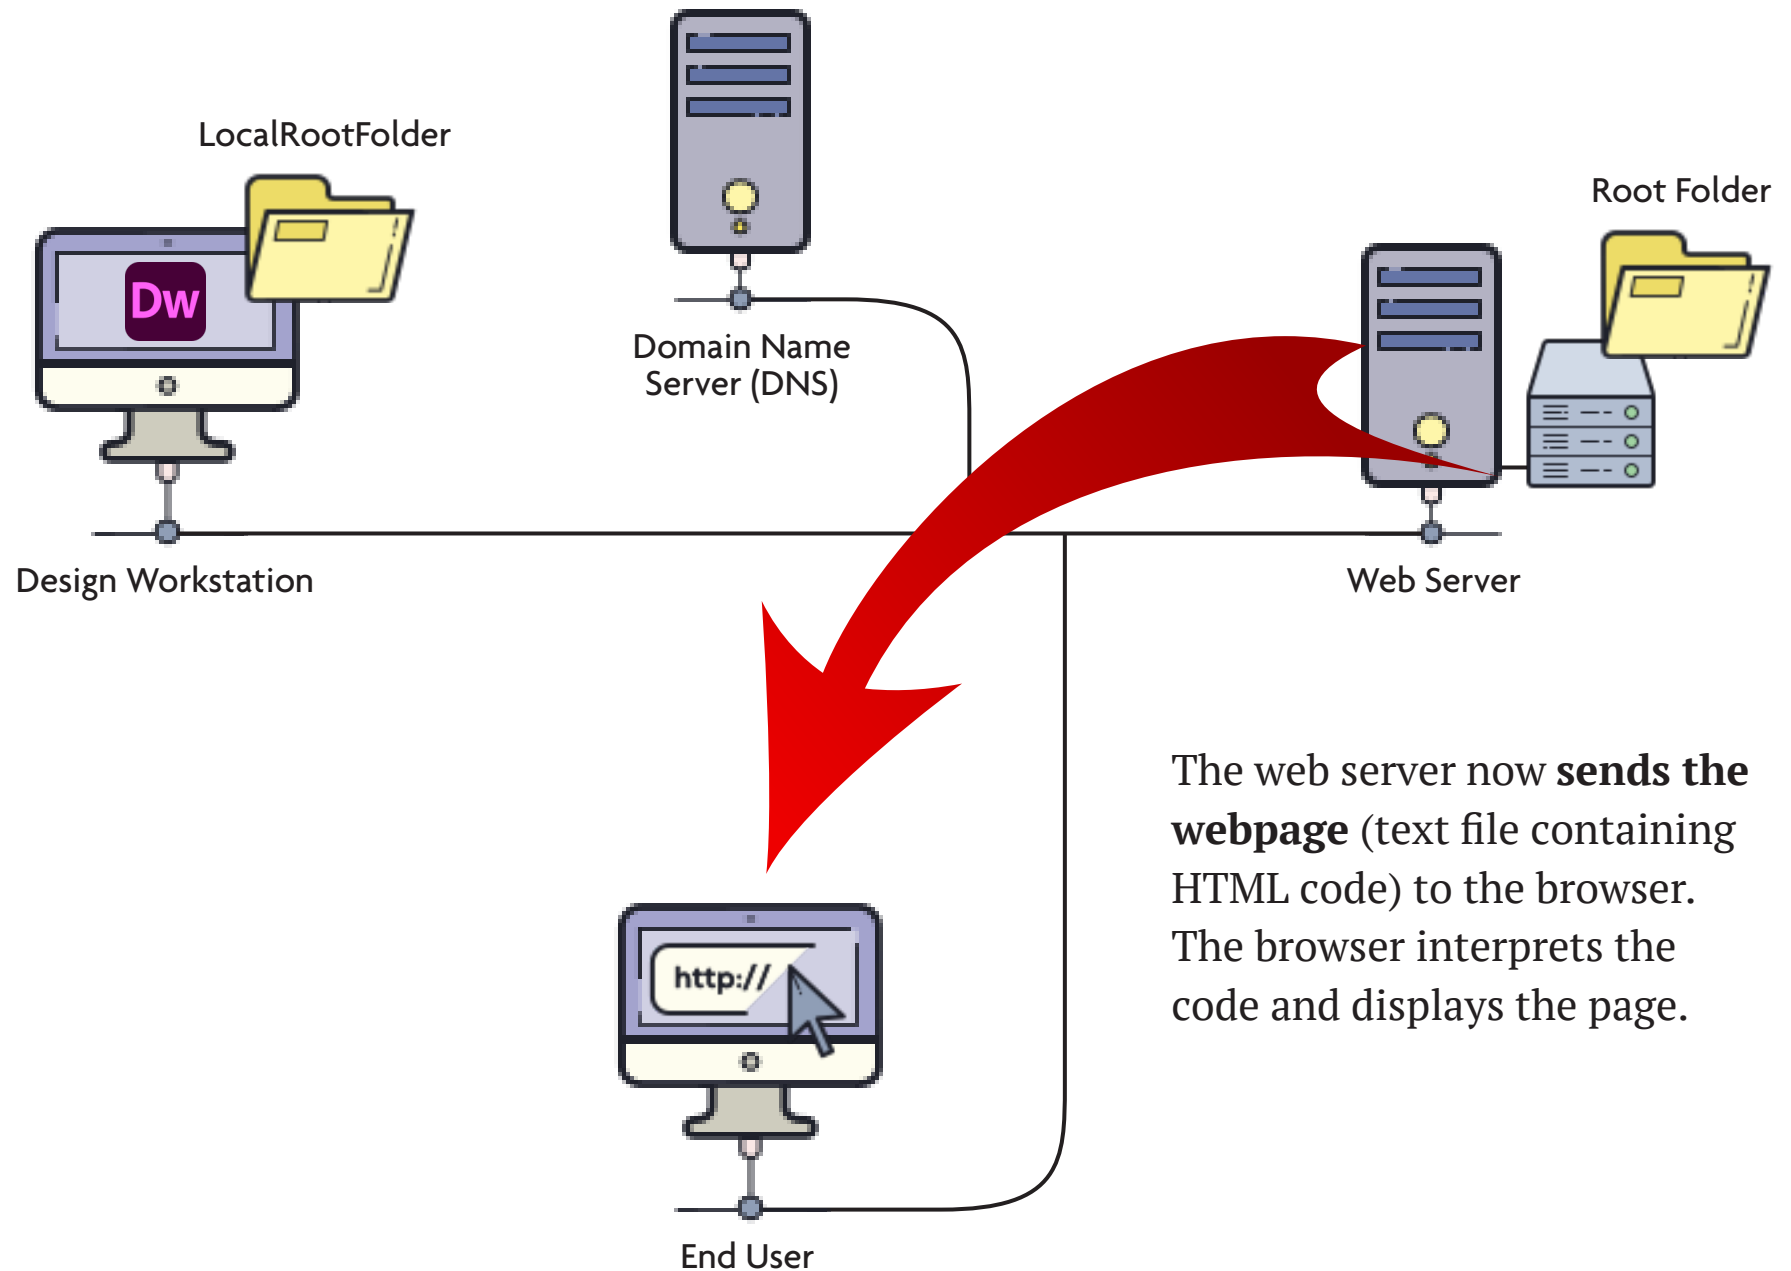 LocalRootFolder
Root Folder
Dw
Domain Name
Server (DNS)
Design Workstation
Web Server
The web server now sends the
webpage (text file containing
HTML code) to the browser.
The browser interprets the
code and displays the page.
http://
End User